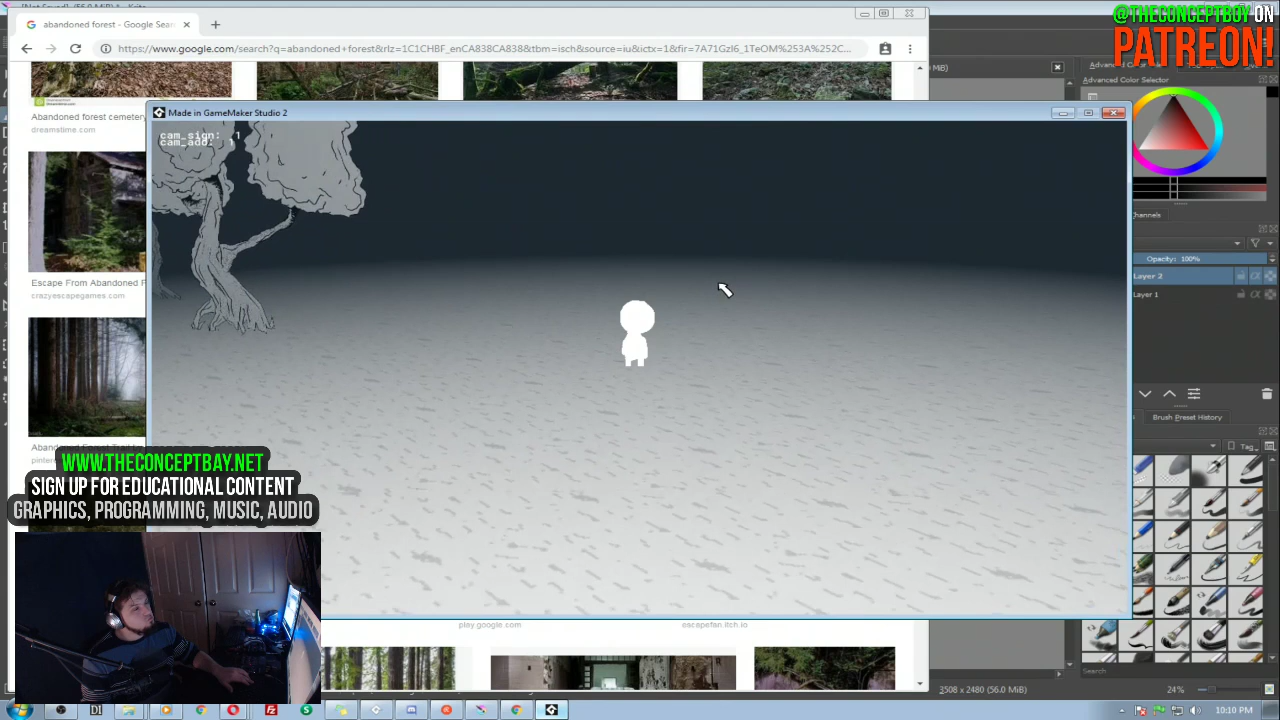 abandoned forest - Google Sear
@THECONCEPTBOY ON
PATREON!
https://www.google.com/search?q=abandoned+forest&rlz=1C1CHBF_enCA838CA838&tbm=isch&source=iu&ictx=1&fir=7A71GzI6_1TeOM%253A%252C...
Advanced Color Selector
Abandoned forest cemetery
dreamstime.com
Made in GameMaker Studio 2
cam_sign: 1
cam_add: 1
hannels
Opacity: 100%
Layer 2
Layer 1
Escape From Abandoned F
crazyescapegames.com
Brush Preset History
Tag
WWW.THECONCEPTBAY.NET
SIGN UP FOR EDUCATIONAL CONTENT
GRAPHICS, PROGRAMMING, MUSIC, AUDIO
play.google.com
escapefan.itch.io
Search
3508 x 2480 (56.0 MiB)
24%
10:10 PM